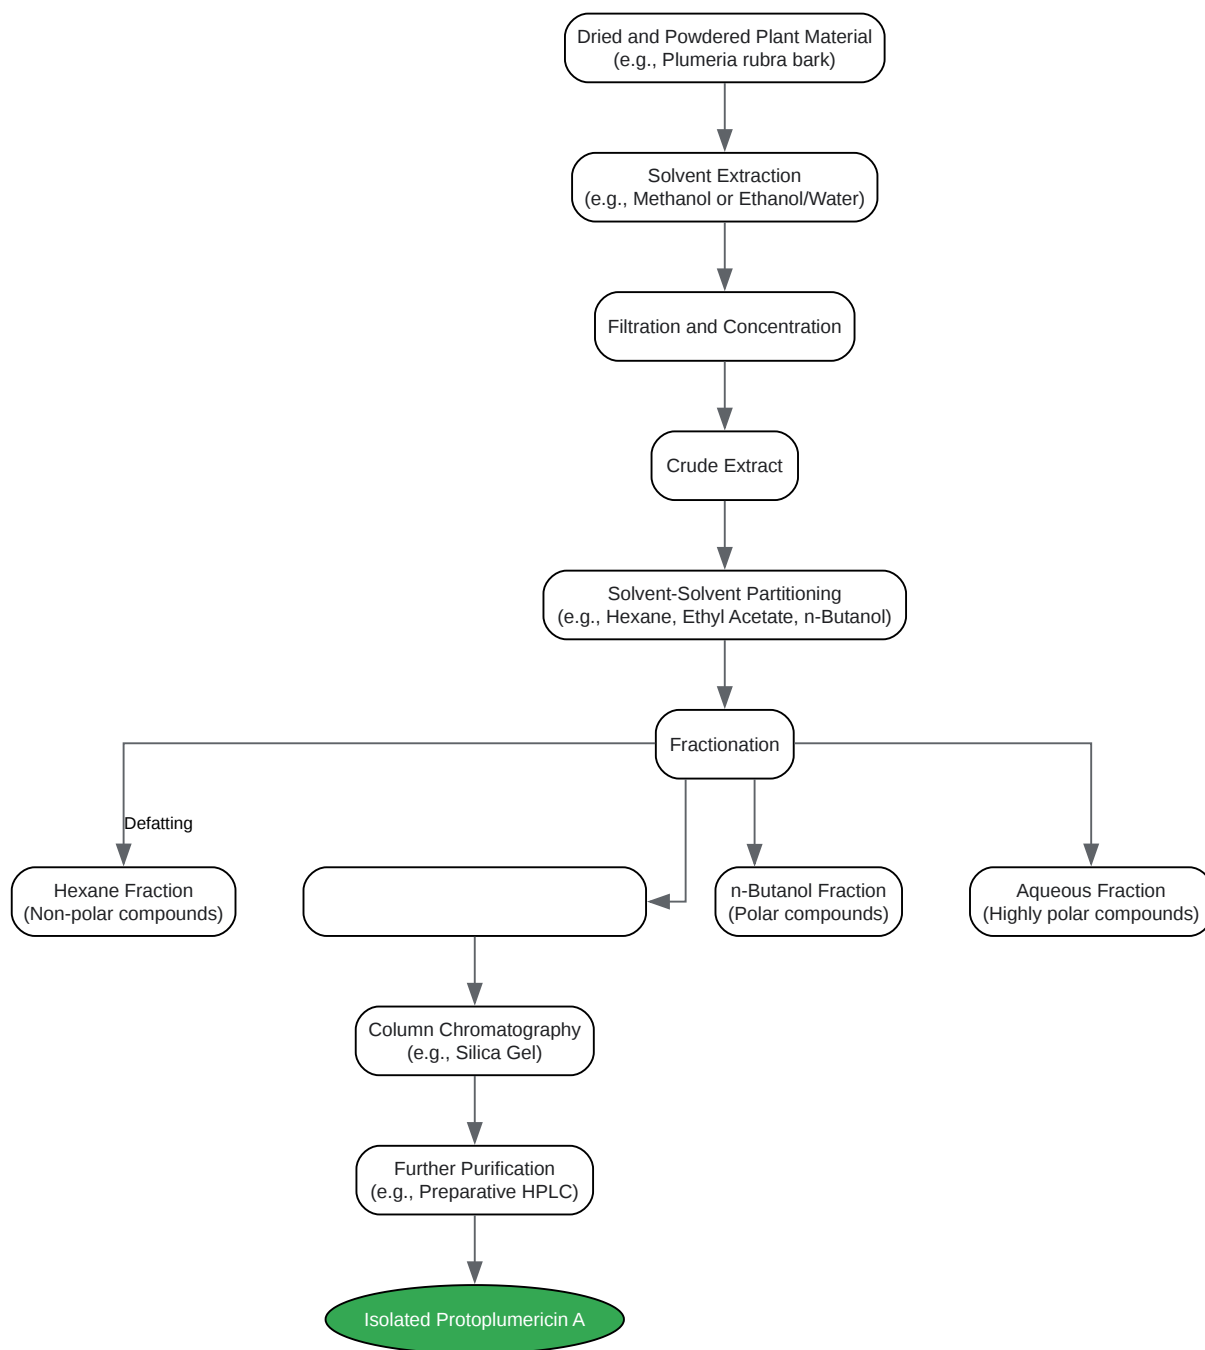 Dried and Powdered Plant Material
(e.g., Plumeria rubra bark)
Solvent Extraction
(e.g., Methanol or Ethanol/Water)
Filtration and Concentration
Crude Extract
Solvent-Solvent Partitioning
(e.g., Hexane, Ethyl Acetate, n-Butanol)
Fractionation
Defatting
Hexane Fraction
(Non-polar compounds)
n-Butanol Fraction
(Polar compounds)
Aqueous Fraction
(Highly polar compounds)
Column Chromatography
(e.g., Silica Gel)
Further Purification
(e.g., Preparative HPLC)
Isolated Protoplumericin A